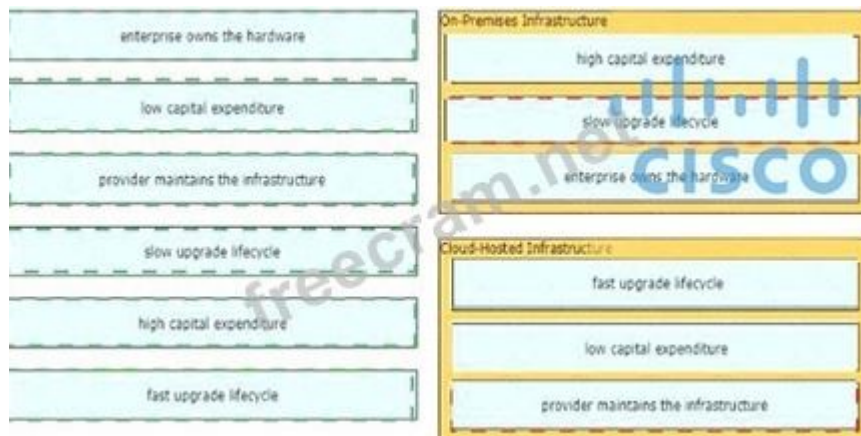 enterprise owns the hardware
low capital expenditure
provider maintains the infrastructure
slow upgrade lifecycle
high capital expenditure
fast upgrade lifecycle
On-Premises Infrastructure
high capital expenditure
slow upgrade lifecycle
enterprise owns the hardware
CISCO
Cloud-Hosted Infrastructure
fast upgrade lifecycle
low capital expenditure
provider maintains the infrastructure
freecram.net